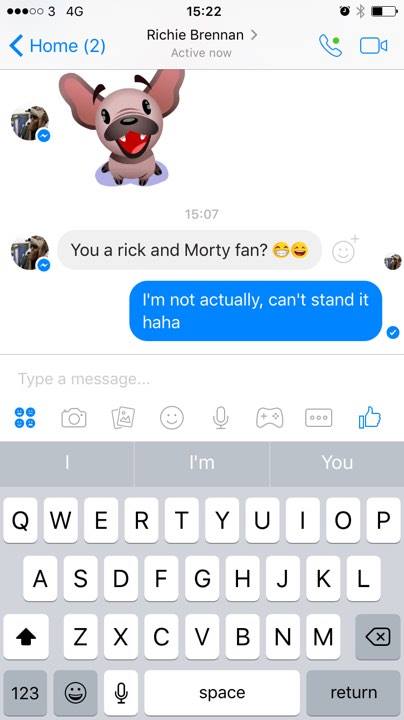 3 4G 15:22
Home (2) Richie Brennan
Active now
15:07
You a rick and Morty fan? 😁😄
I'm not actually, can't stand it
haha
Type a message...
I I'm You
Q W E R T Y U I O P
A S D F G H J K L
Z X C V B N M
123 space return